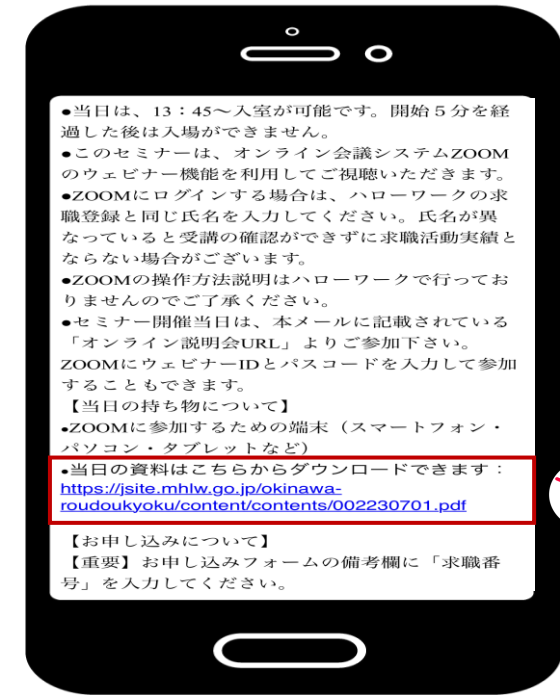 ●当日は、13：45～入室が可能です。開始５分を経
過した後は入場ができません。
●このセミナーは、オンライン会議システムZOOM
のウェビナー機能を利用してご視聴いただきます。
●ZOOMにログインする場合は、ハローワークの求
職登録と同じ氏名を入力してください。氏名が異
なっていると受講の確認ができずに求職活動実績と
ならない場合がございます。
●ZOOMの操作方法説明はハローワークで行ってお
りませんのでご了承ください。
●セミナー開催当日は、本メールに記載されている
「オンライン説明会URL」よりご参加下さい。
ZOOMにウェビナーIDとパスコードを入力して参加
することもできます。
【当日の持ち物について】
●ZOOMに参加するための端末（スマートフォン・
パソコン・タブレットなど）
●当日の資料はこちらからダウンロードできます：
https://jsite.mhlw.go.jp/okinawa-
roudoukyoku/content/contents/002230701.pdf
【お申し込みについて】
【重要】お申し込みフォームの備考欄に「求職番
号」を入力してください。